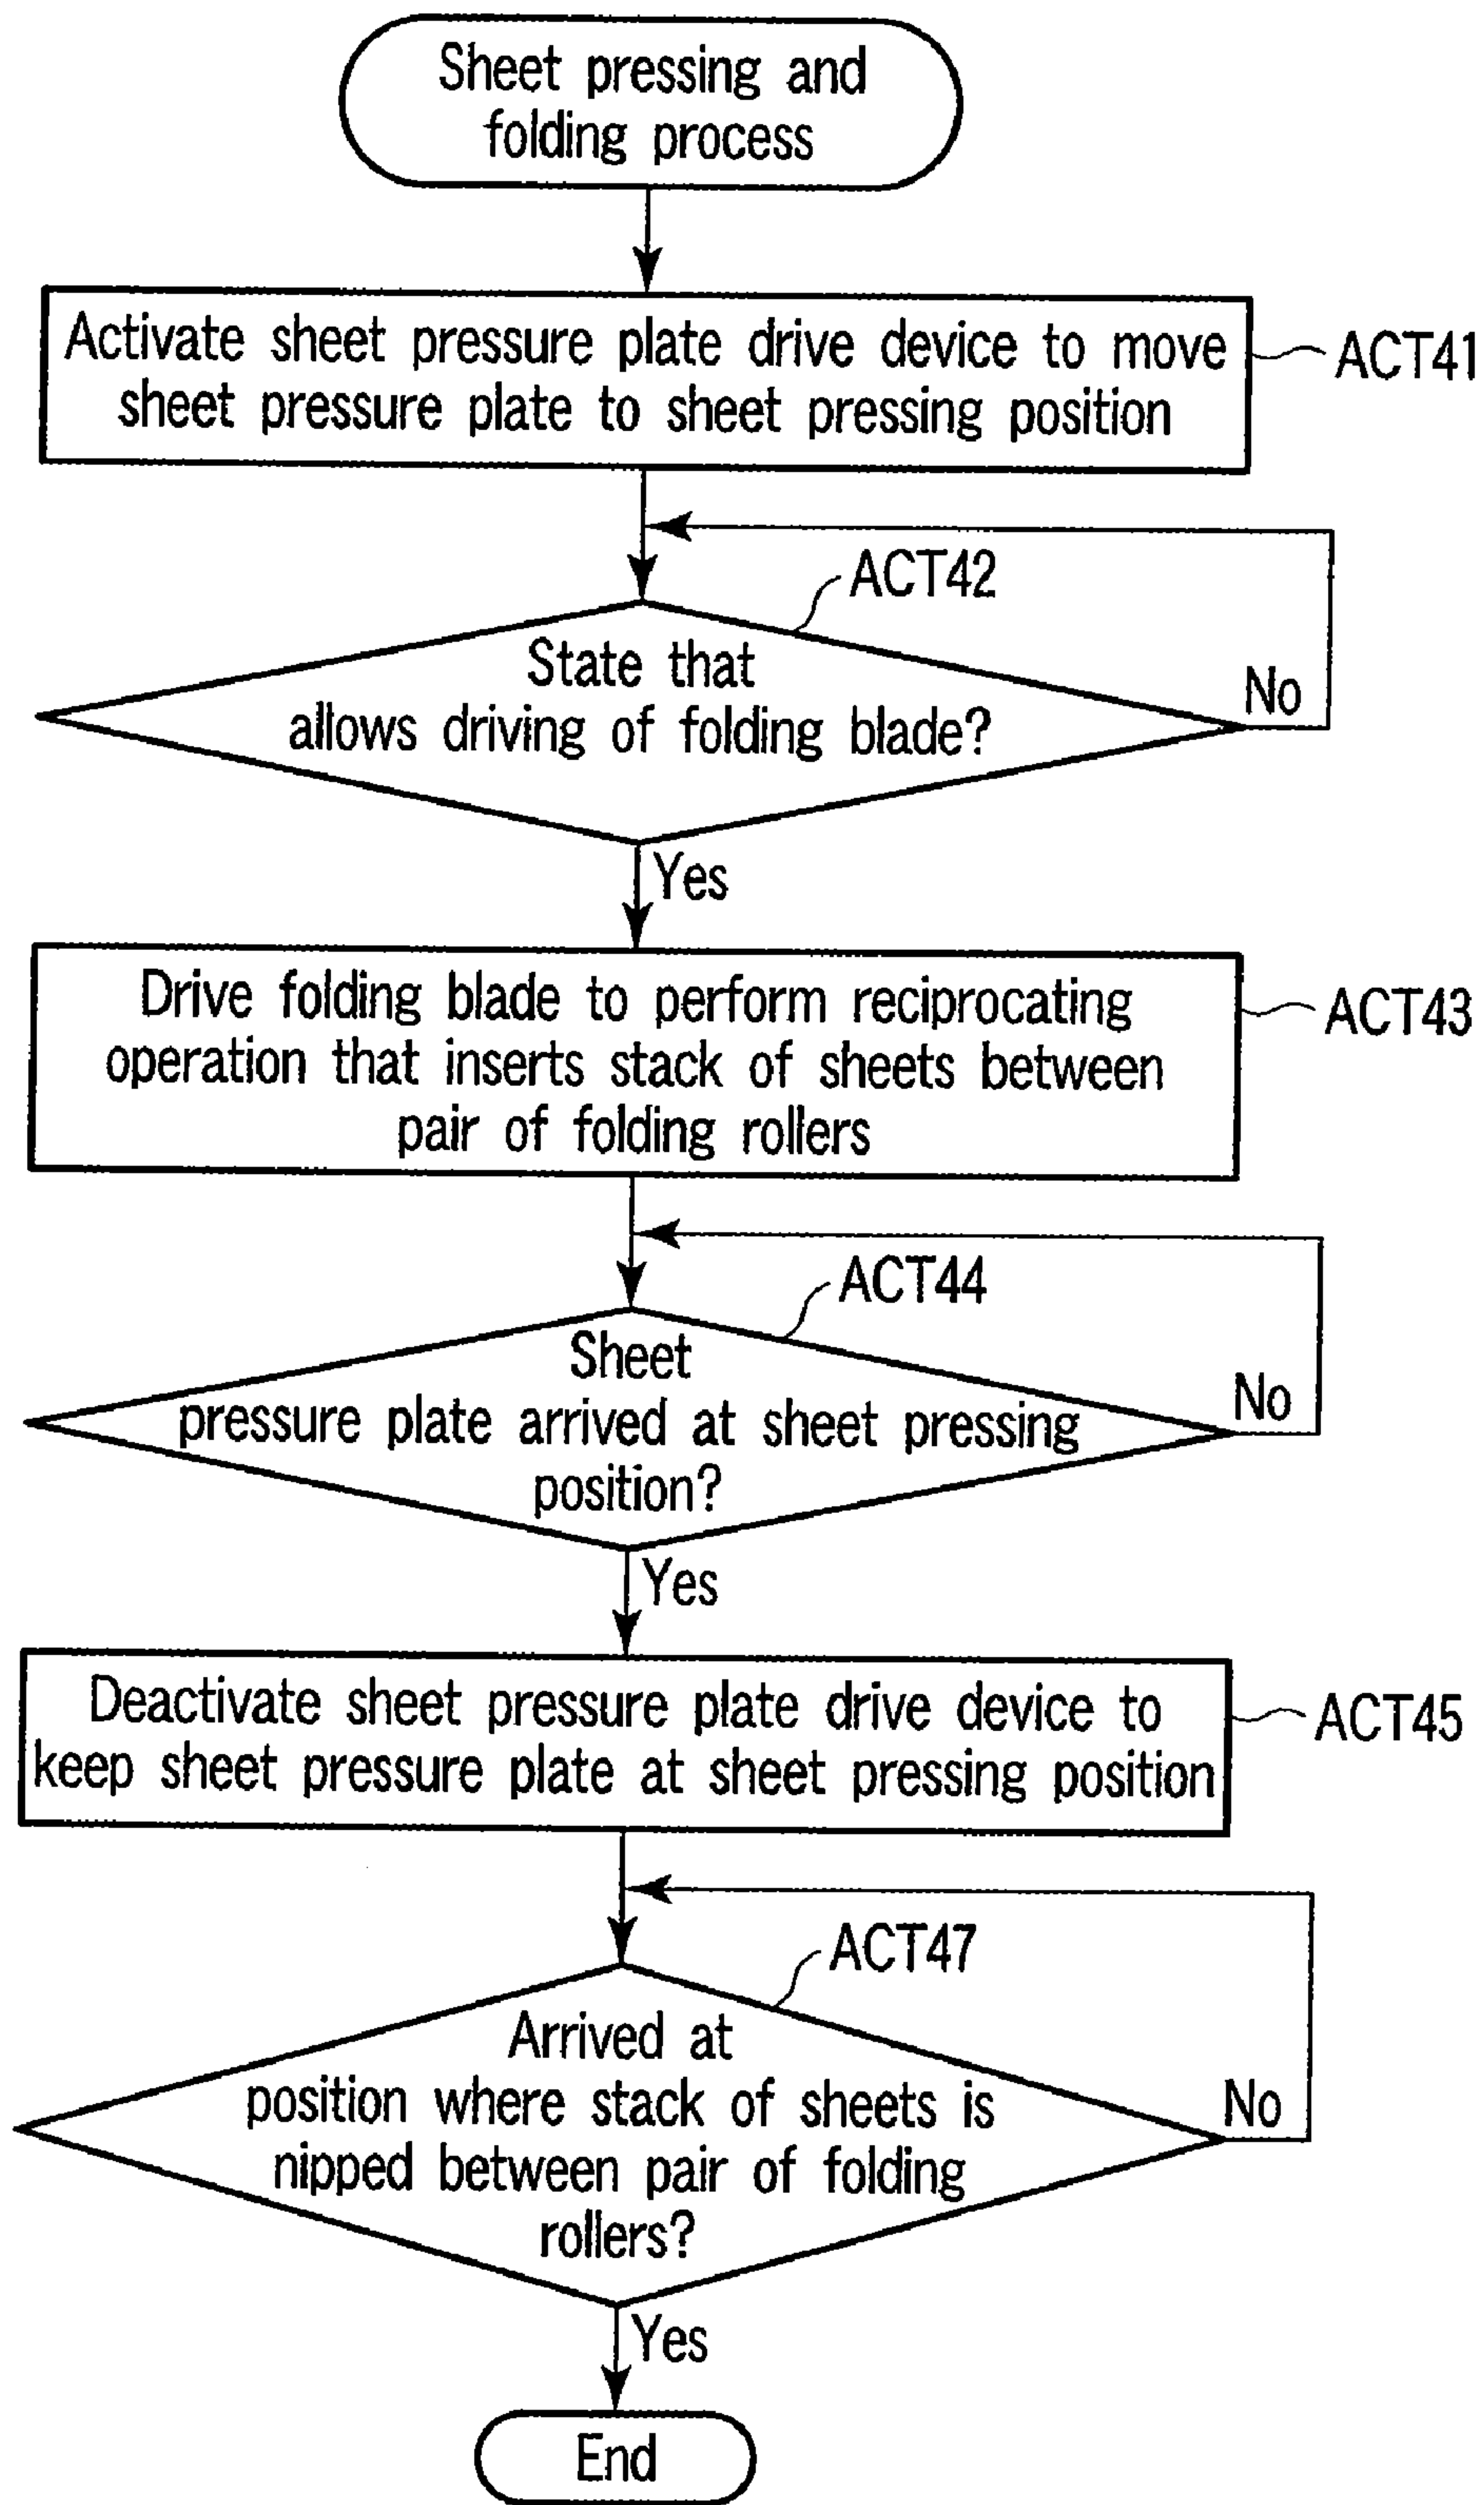 Sheet pressing and
folding process
Activate sheet pressure plate drive device to move
sheet pressure plate to sheet pressing position
ACT41
ACT42
State that
allows driving of folding blade?
No
Yes
Drive folding blade to perform reciprocating
operation that inserts stack of sheets between
pair of folding rollers
ACT43
ACT44
Sheet
pressure plate arrived at sheet pressing
position?
No
Yes
Deactivate sheet pressure plate drive device to
keep sheet pressure plate at sheet pressing position
ACT45
ACT47
Arrived at
position where stack of sheets is
nipped between pair of folding
rollers?
No
Yes
End